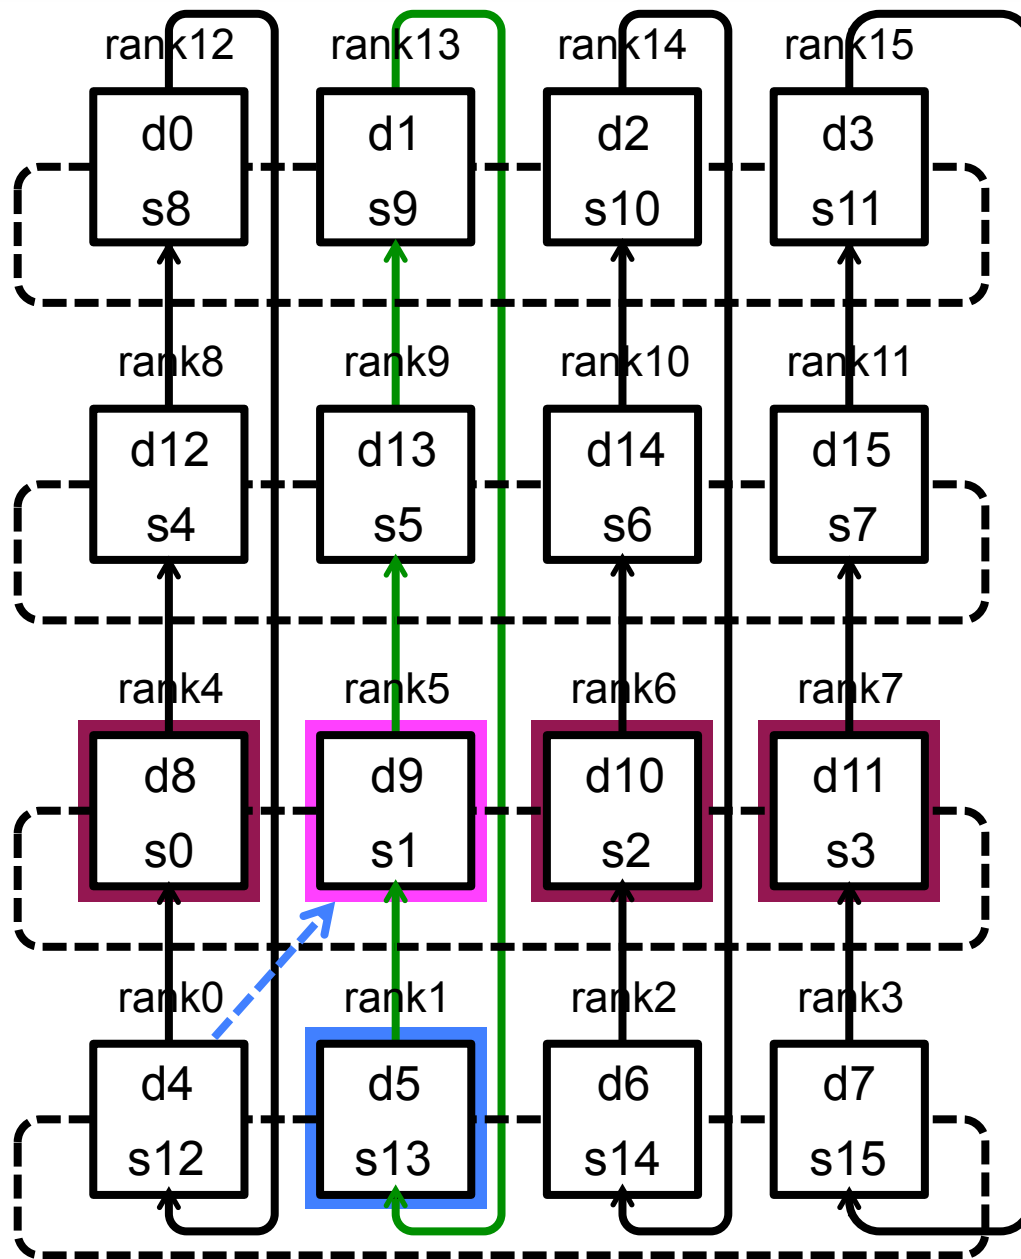 rank12 rank13 rank14 rank15
d0 d1 d2 d3
s8 s9 s10 s11
rank8 rank9 rank10 rank11
d12 d13 d14 d15
s4 s5 s6 s7
rank4 rank5 rank6 rank7
d8 d9 d10 d11
s0 s1 s2 s3
rank0 rank1 rank2 rank3
d4 d5 d6 d7
s12 s13 s14 s15